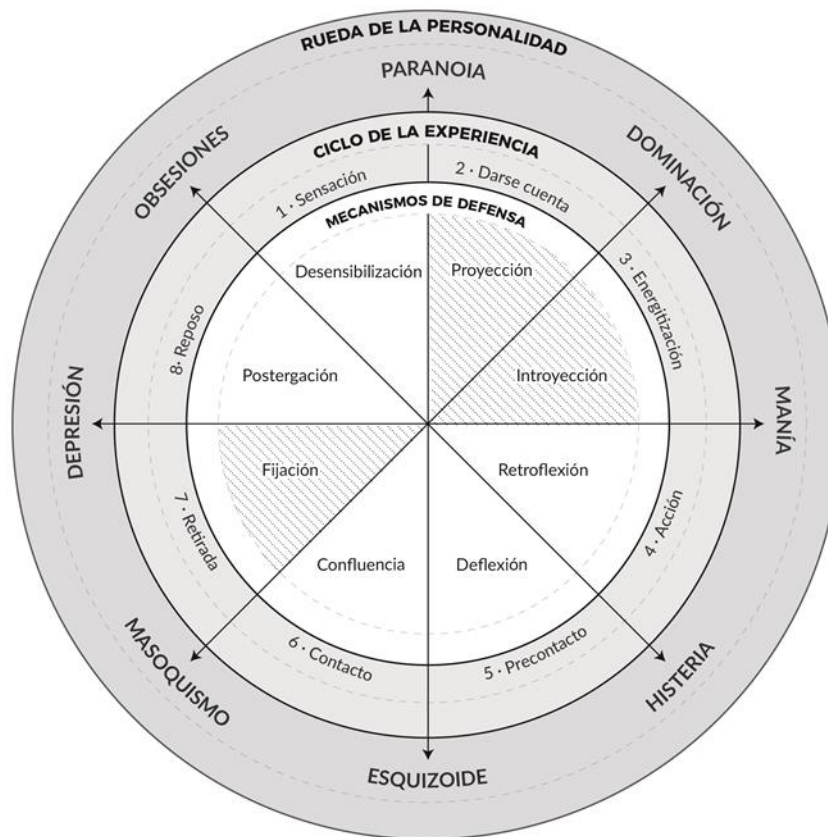 RUEDA DE LA PERSONALIDAD
PARANOIA
DOMINACIÓN
MANÍA
HISTERIA
ESQUIZOIDE
MASOQUISMO
DEPRESIÓN
OBSESIONES
CICLO DE LA EXPERIENCIA
1 · Sensación
2 · Darse cuenta
3 · Energitización
4 · Acción
5 · Precontacto
6 · Contacto
7 · Retirada
8 · Reposo
MECANISMOS DE DEFENSA
Desensibilización
Proyección
Introyección
Retroflexión
Deflexión
Confluencia
Fijación
Postergación